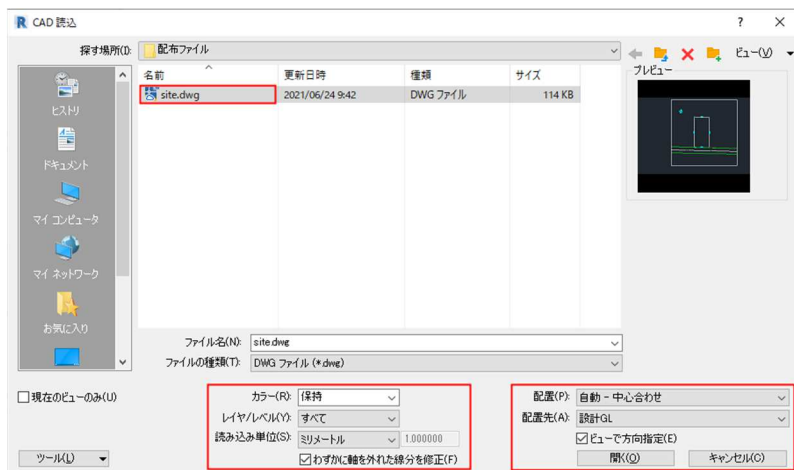 CAD 読込
探す場所(I): 配布ファイル ビュー(V)
名前 更新日時 種類 サイズ
site.dwg 2021/06/24 9:42 DWG ファイル 114 KB
プレビュー
ヒストリ
ドキュメント
マイ コンピュータ
マイ ネットワーク
お気に入り
ファイル名(N): site.dwg
ファイルの種類(T): DWG ファイル (*.dwg)
現在のビューのみ(U)
カラー(R): 保持
レイヤ/レベル(Y): すべて
読み込み単位(S): ミリメートル 1.000000
わずかに軸を外れた線分を修正(F)
配置(P): 自動 - 中心合わせ
配置先(A): 設計GL
ビューで方向指定(E)
ツール(L) 開く(O) キャンセル(C)